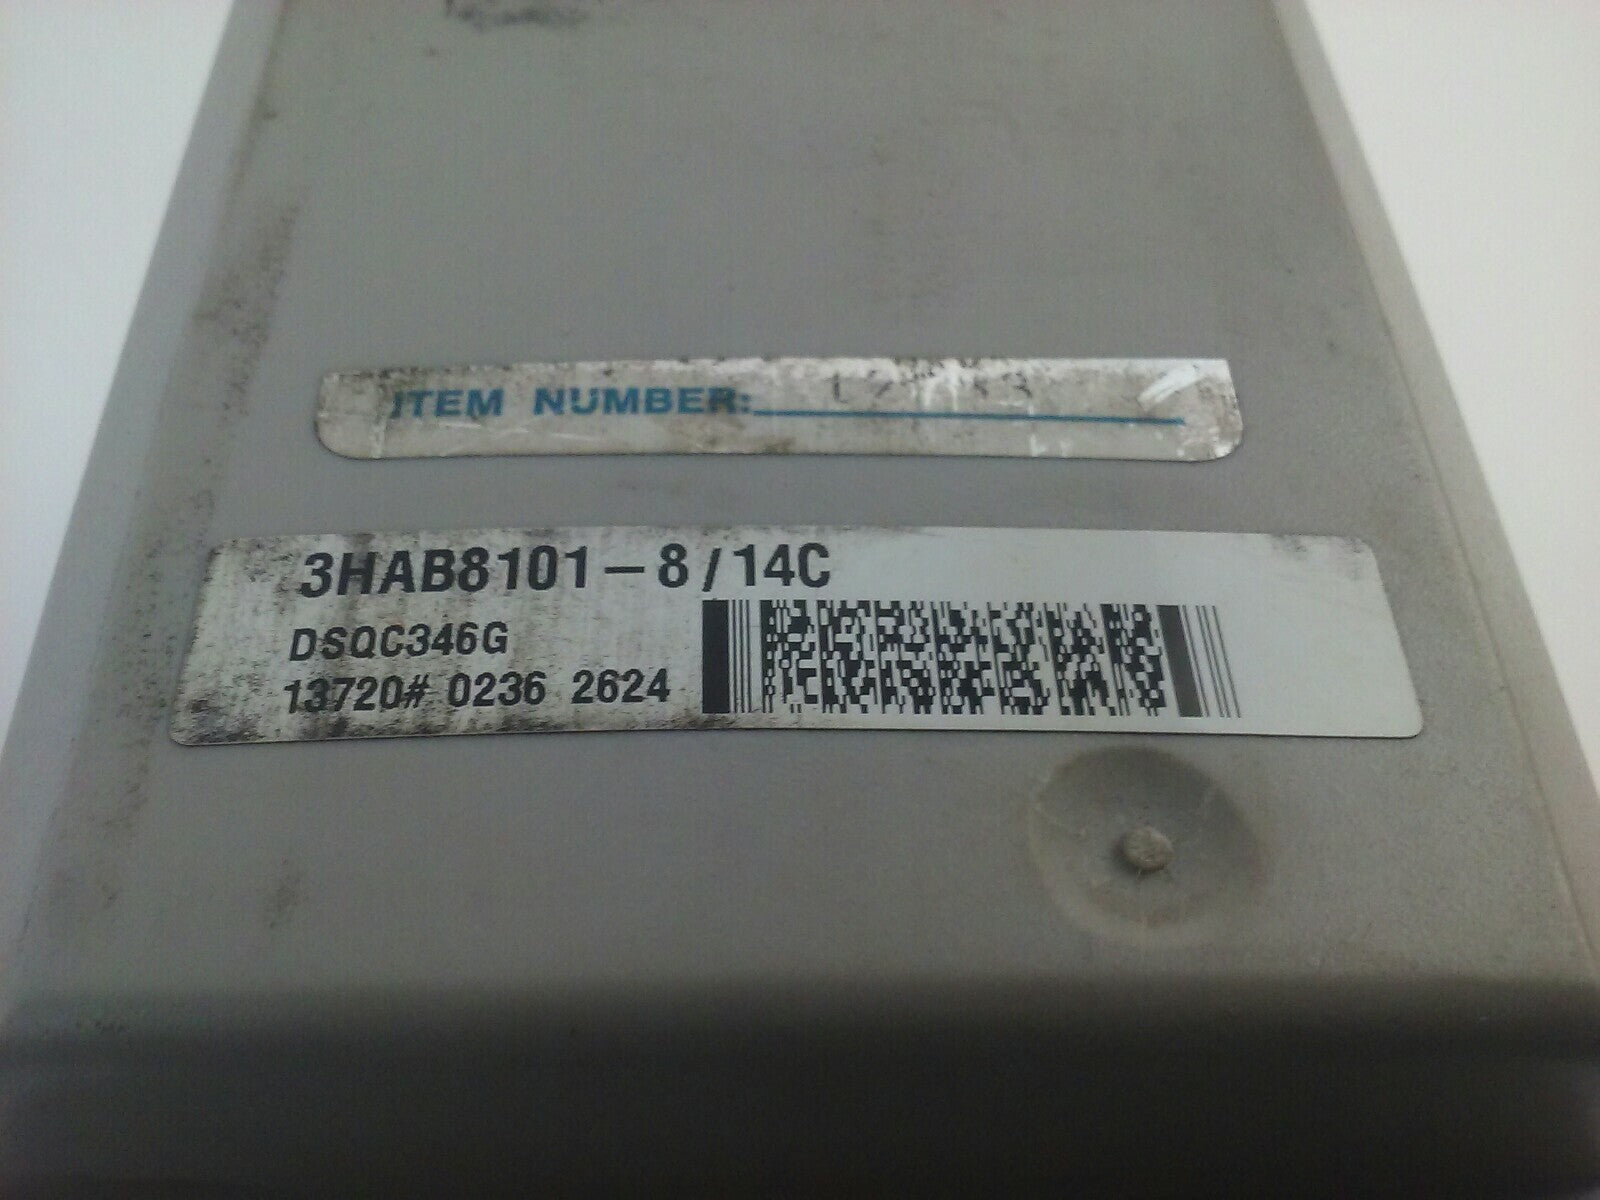 ITEM NUMBER:
3HAB8101-8/14C
DSQC346G
13720# 0236 2624